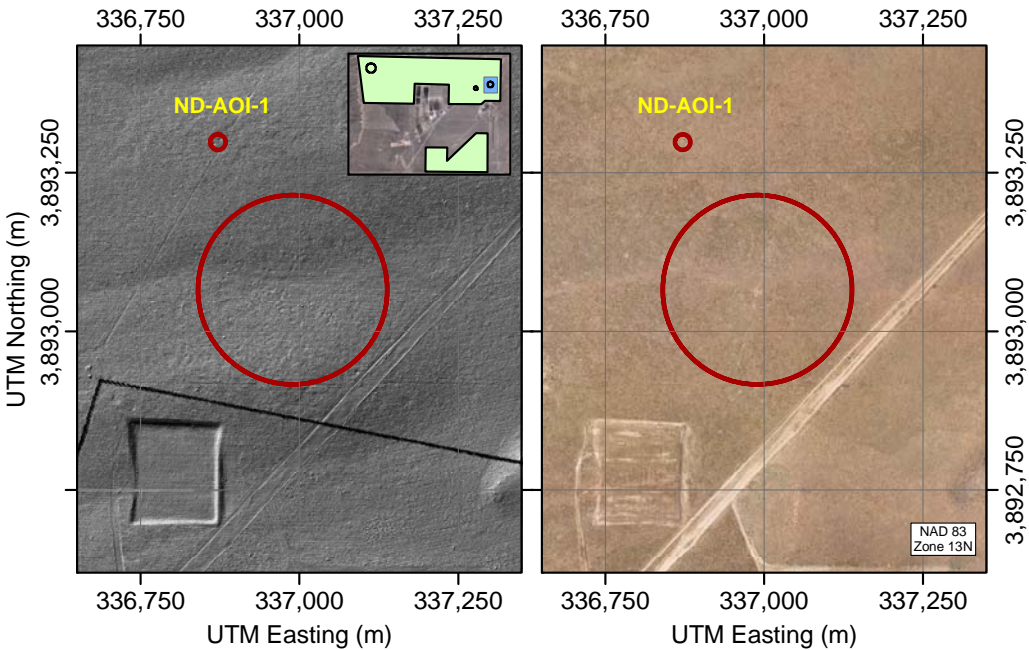 336,750 337,000 337,250 336,750 337,000 337,250
ND-AOI-1 ND-AOI-1
UTM Northing (m)
3,893,250 3,893,250
3,893,000 3,893,000
3,892,750
NAD 83
Zone 13N
336,750 337,000 337,250 336,750 337,000 337,250
UTM Easting (m) UTM Easting (m)